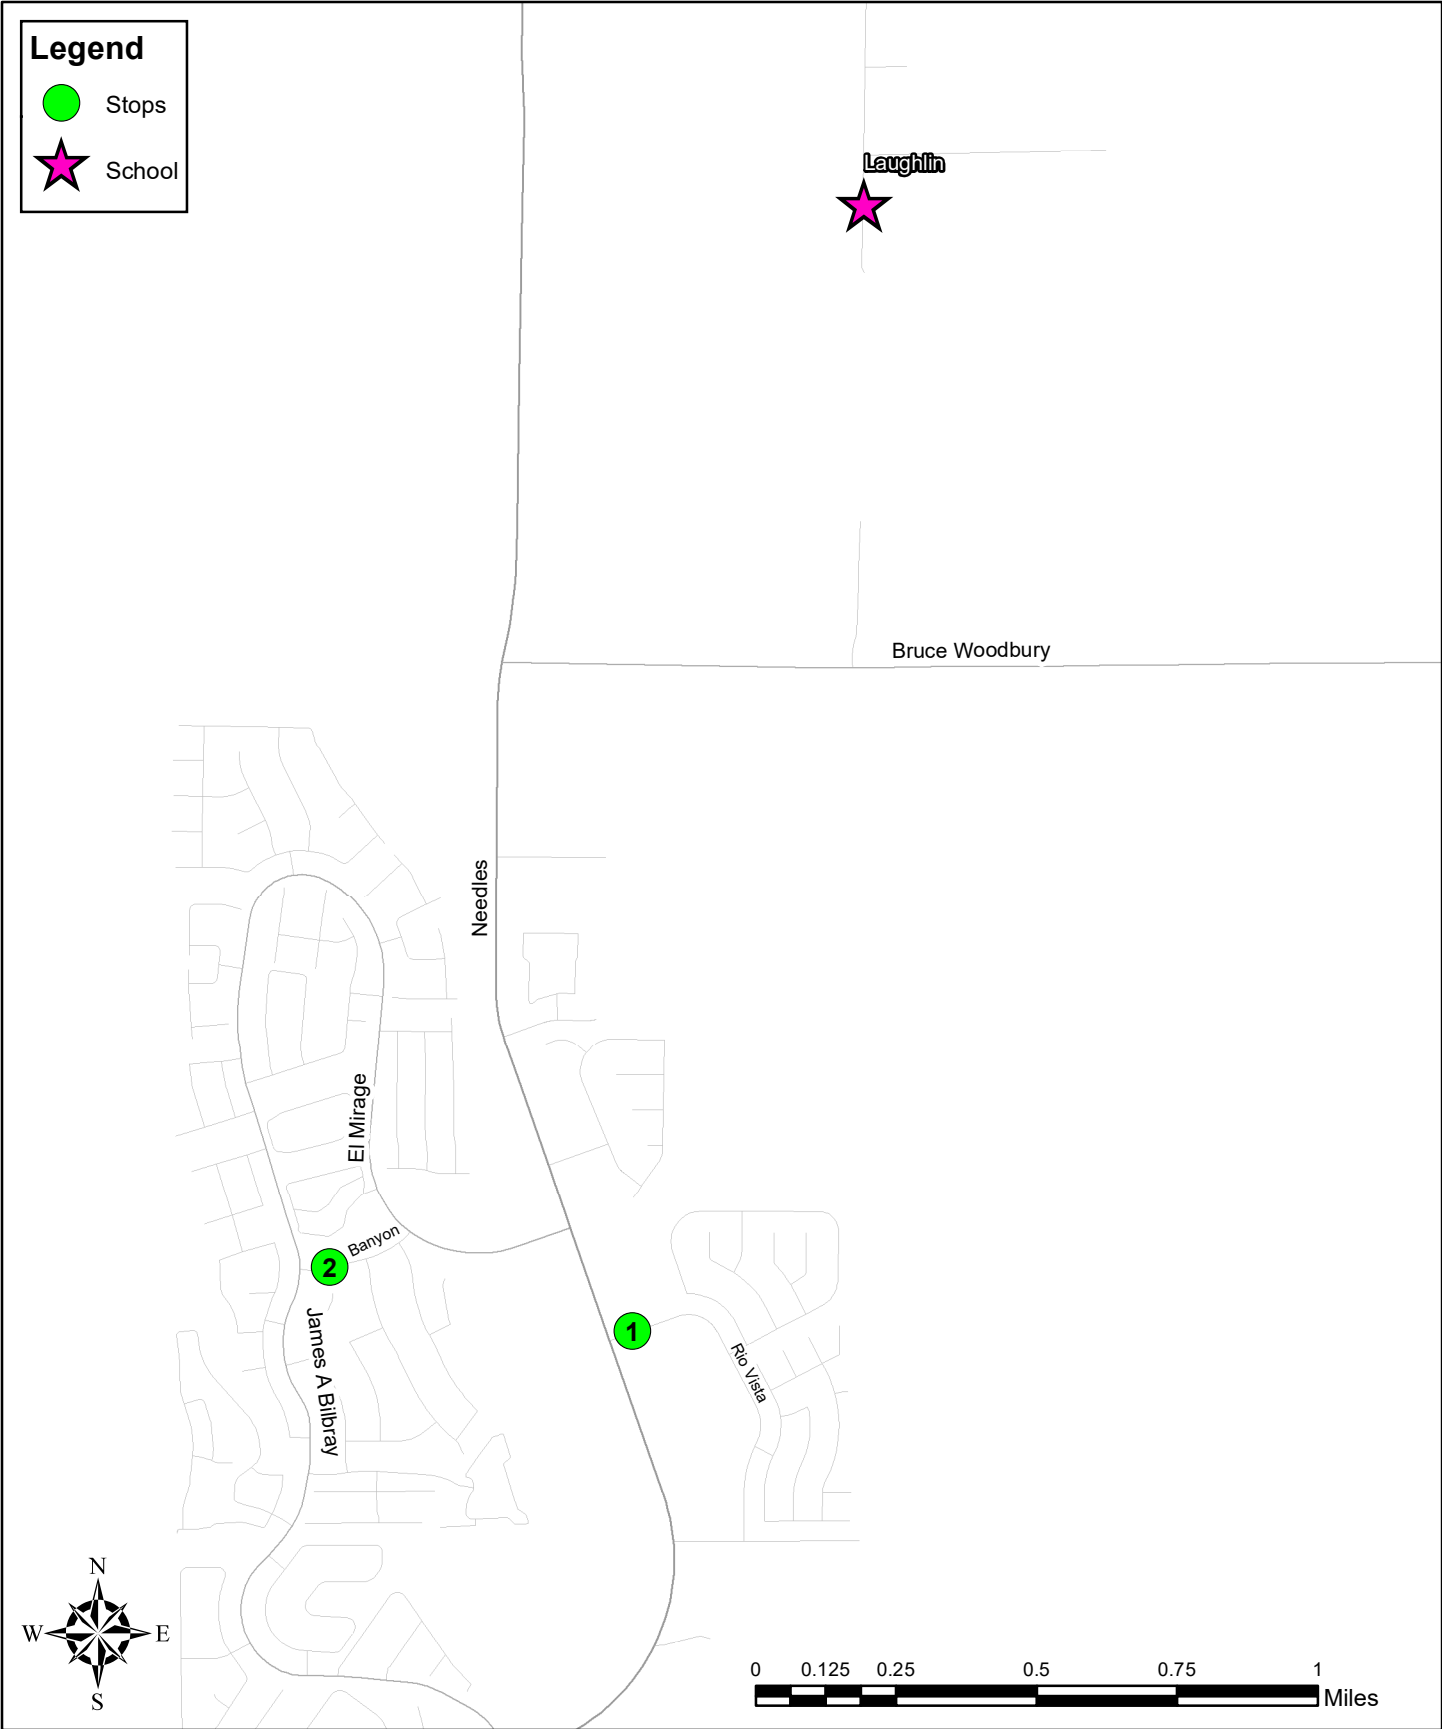 Legend
Stops
School
Laughlin
Bruce Woodbury
Needles
El Mirage
Banyon
2
1
James A Bilbray
Rio Vista
N
W E
S
0 0.125 0.25 0.5 0.75 1
Miles